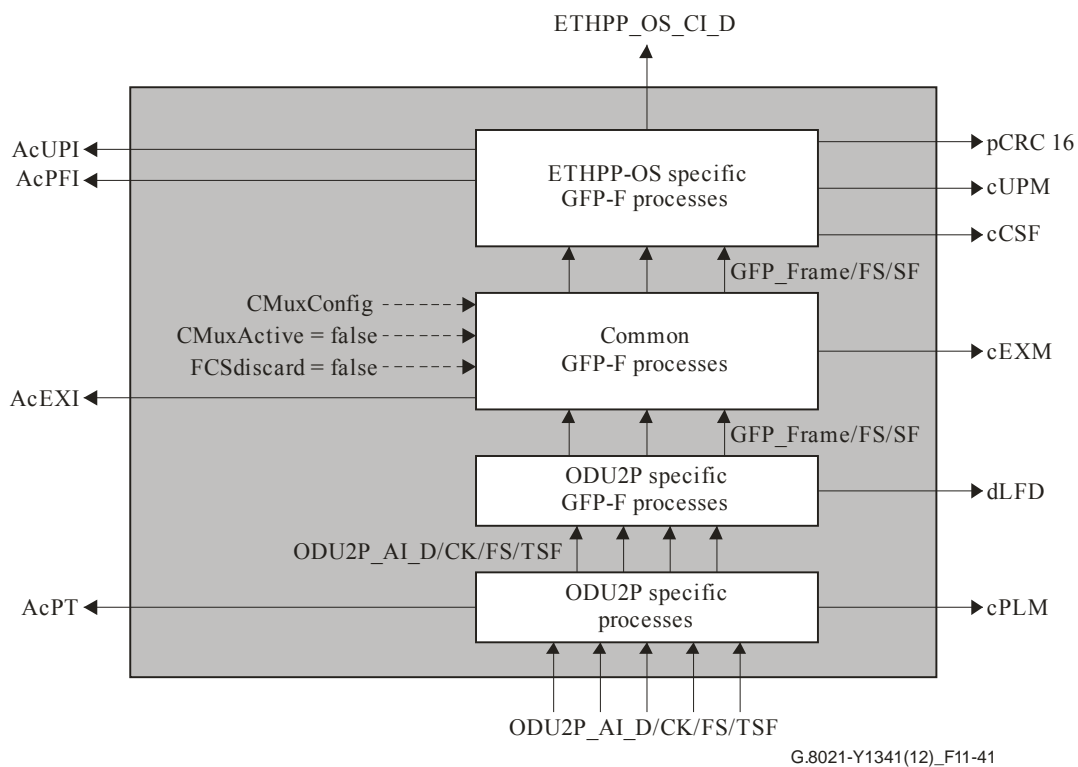 ETHPP_OS_CI_D
AcUPI
AcPFI
ETHPP-OS specific
GFP-F processes
pCRC 16
cUPM
cCSF
GFP_Frame/FS/SF
CMuxConfig
CMuxActive = false
FCSdiscard = false
Common
GFP-F processes
cEXM
AcEXI
GFP_Frame/FS/SF
ODU2P specific
GFP-F processes
dLFD
ODU2P_AI_D/CK/FS/TSF
AcPT
ODU2P specific
processes
cPLM
ODU2P_AI_D/CK/FS/TSF
G.8021-Y1341(12)_F11-41